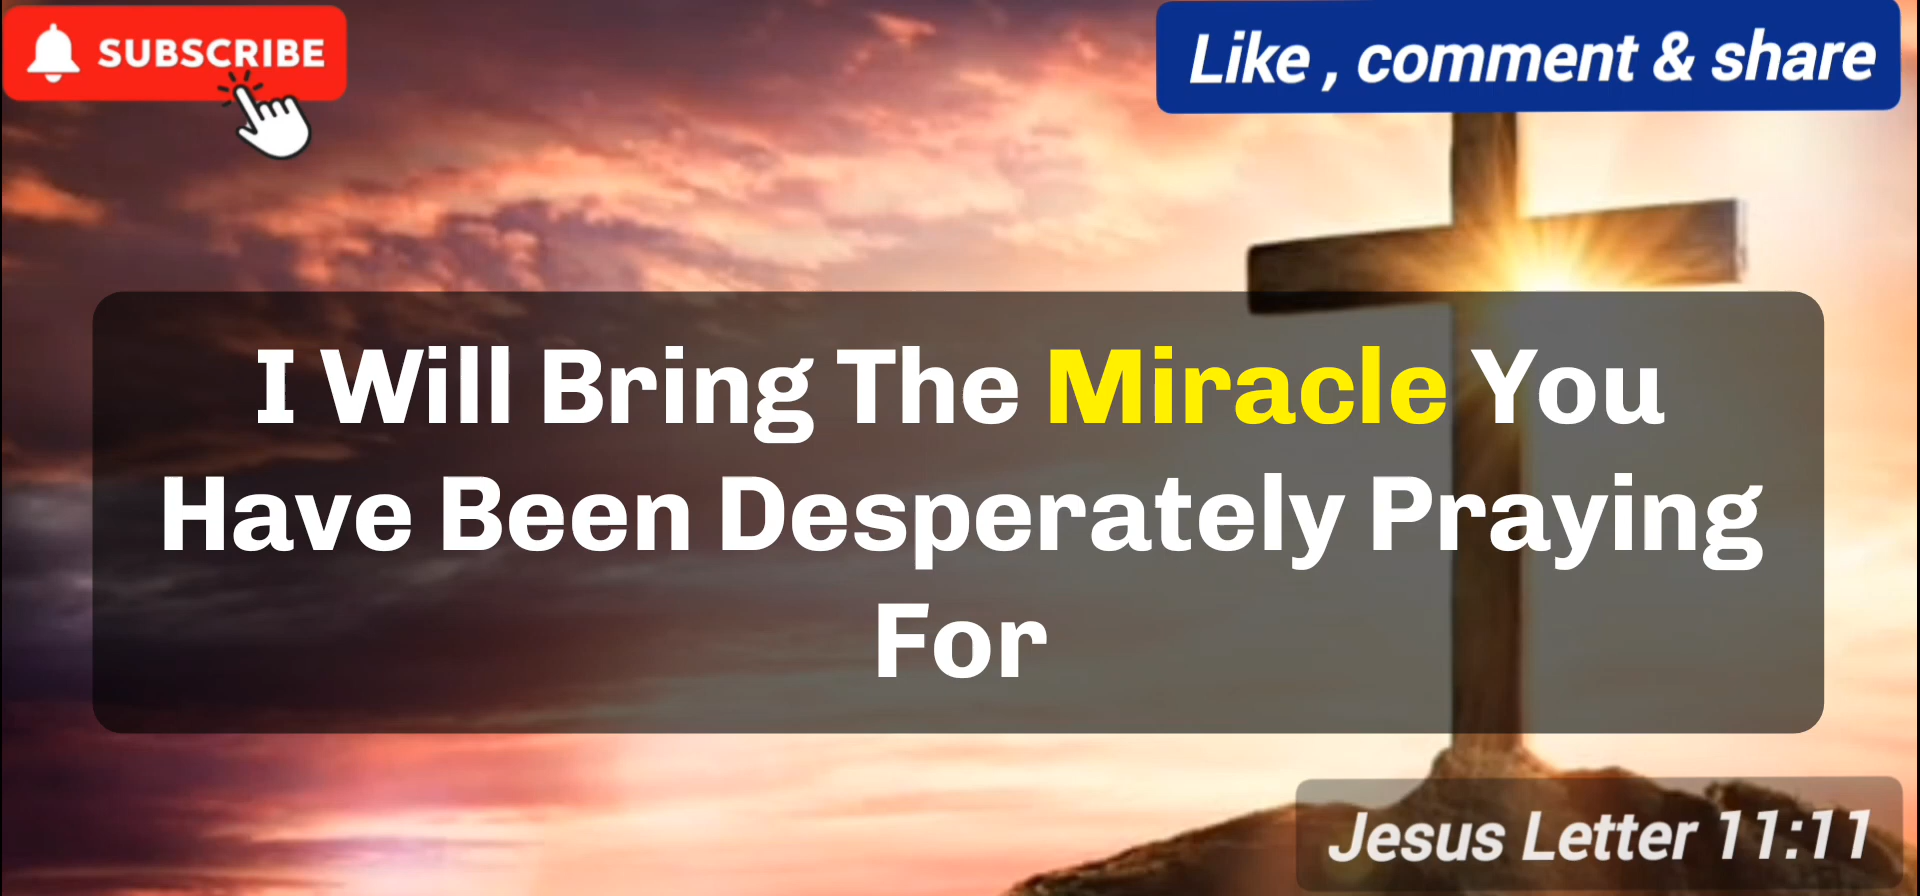 SUBSCRIBE
Like , comment & share
I Will Bring The Miracle You
Have Been Desperately Praying
For
Jesus Letter 11:11